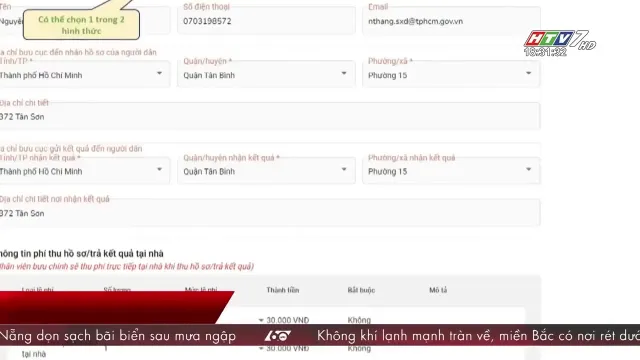 Tên Số điện thoại Email
Có thể chọn 1 trong 2
hình thức
Nguyễ 0703198572 nthang.sxd@tphcm.gov.vn
HTV7 HD
18:31:32
ịa chỉ bưu cục đến nhận hồ sơ của người dân
Tỉnh/TP * Quận/huyện * Phường/xã *
Thành phố Hồ Chí Minh Quận Tân Bình Phường 15
Địa chỉ chi tiết
372 Tân Sơn
ịa chỉ bưu cục gửi kết quả đến người dân
Tỉnh/TP nhận kết quả * Quận/huyện nhận kết quả * Phường/xã nhận kết quả
Thành phố Hồ Chí Minh Quận Tân Bình Phường 15
Địa chỉ chi tiết nơi nhận kết quả
372 Tân Sơn
hông tin phí thu hồ sơ/trả kết quả tại nhà
Nhân viên bưu chính sẽ thu phí trực tiếp tại nhà khi thu hồ sơ/trả kết quả)
Loại lệ phí Số lượng Mức lệ phí Thành tiền Bắt buộc Mô tả
30.000 VNĐ Không
Nẵng dọn sạch bãi biển sau mưa ngập Không khí lạnh mạnh tràn về, miền Bắc có nơi rét dướ
30.000 VNĐ Không
tại nhà